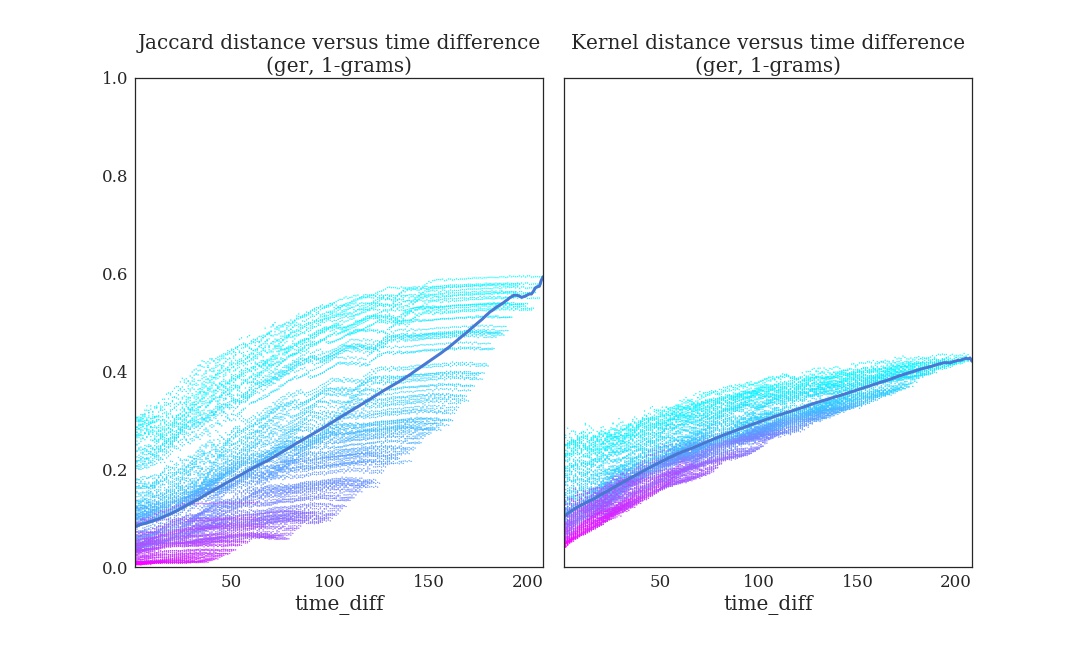 Jaccard distance versus time difference
(ger, 1-grams)
Kernel distance versus time difference
(ger, 1-grams)
1.0
0.8
0.6
0.4
0.2
0.0
50
100
150
200
time_diff
50
100
150
200
time_diff